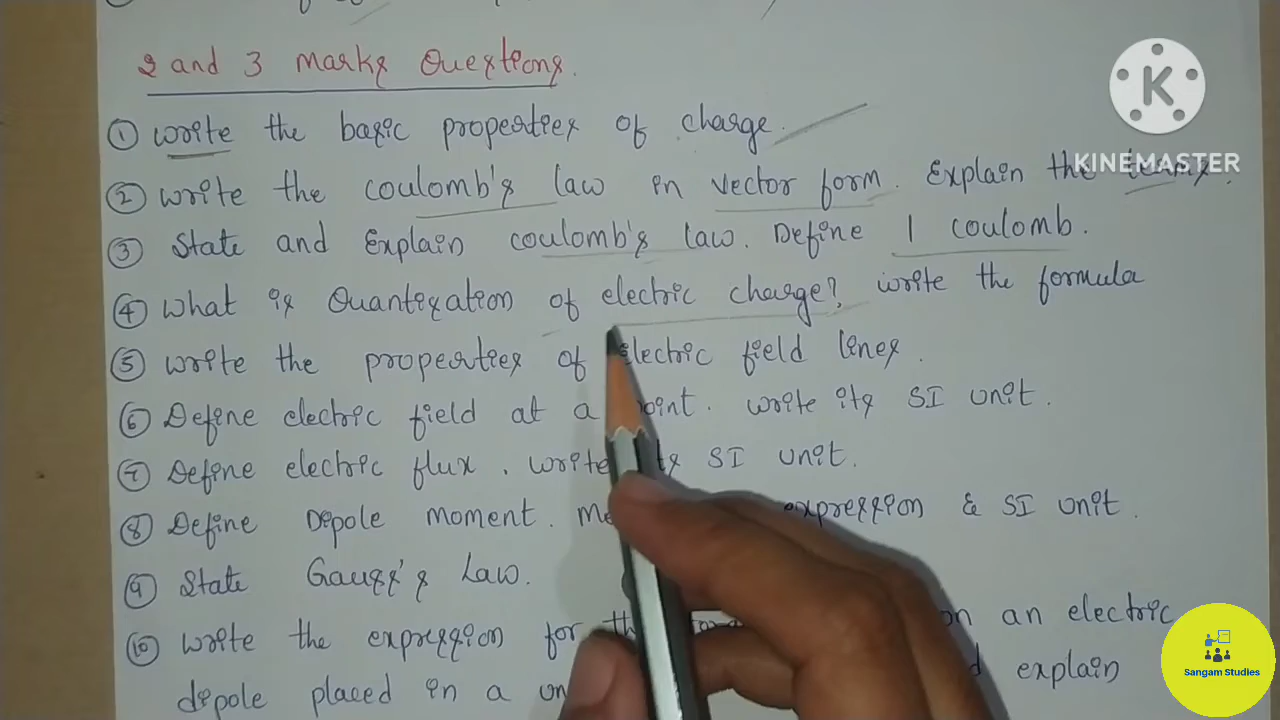 2 and 3 Marks Questions.
① Write the basic properties of charge.
② Write the coulomb's law in vector form. Explain the terms.
③ State and Explain coulomb's law. Define 1 coulomb.
④ What is Quantization of electric charge? write the formula
⑤ write the properties of electric field lines.
⑥ Define electric field at a point. write its SI unit.
⑦ Define electric flux. write its SI unit.
⑧ Define Dipole moment. expression & SI unit.
⑨ State Gauss's Law.
⑩ Write the expression for the on an electric
dipole placed in a explain
K
KINEMASTER
Sangam Studies